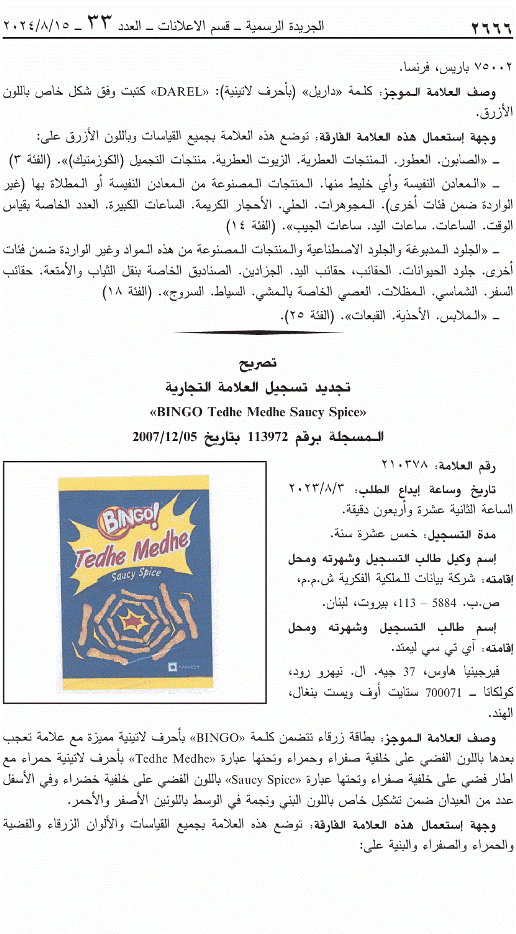 ٢٦٦٦
الجريدة الرسمية ـ قسم الاعلانات ـ العدد ٣٣ ـ ٢٠٢٤/٨/١٥
٧٥٠٠٢ باريس، فرنسا.
وصف العلامة الموجز: كلمة «داريل» (بأحرف لاتينية): «DAREL» كتبت وفق شكل خاص باللون
الأزرق.
وجهة إستعمال هذه العلامة الفارقة: توضع هذه العلامة بجميع القياسات وباللون الأزرق على:
ـ «الصابون. العطور. المنتجات العطرية. الزيوت العطرية. منتجات التجميل (الكوزمتيك)». (الفئة ٣)
ـ «المعادن النفيسة وأي خليط منها. المنتجات المصنوعة من المعادن النفيسة أو المطلاة بها (غير
الواردة ضمن فئات أخرى). المجوهرات. الحلي. الأحجار الكريمة. الساعات الكبيرة. العدد الخاصة بقياس
الوقت. الساعات. ساعات اليد. ساعات الجيب». (الفئة ١٤)
ـ «الجلود المدبوغة والجلود الاصطناعية والمنتجات المصنوعة من هذه المواد وغير الواردة ضمن فئات
أخرى. جلود الحيوانات. الحقائب، حقائب اليد. الجزادين. الصناديق الخاصة بنقل الثياب والأمتعة. حقائب
السفر. الشماسي. المظلات. العصي الخاصة بالمشي. السياط. السروج». (الفئة ١٨)
ـ «الملابس. الأحذية. القبعات». (الفئة ٢٥).
تصريح
تجديد تسجيل العلامة التجارية
«BINGO Tedhe Medhe Saucy Spice»
المسجلة برقم 113972 بتاريخ 2007/12/05
رقم العلامة: ٢١٠٣٧٨
تاريخ وساعة إيداع الطلب: ٢٠٢٣/٨/٣
الساعة الثانية عشرة وأربعون دقيقة.
مدة التسجيل: خمس عشرة سنة.
إسم وكيل طالب التسجيل وشهرته ومحل
إقامته: شركة بيانات للملكية الفكرية ش.م.م،
ص.ب. 5884 – 113، بيروت، لبنان.
إسم طالب التسجيل وشهرته ومحل
إقامته: آي تي سي ليمتد.
فيرجينيا هاوس، 37 جيه. ال. نيهرو رود،
كولكاتا ـ 700071 ستايت أوف ويست بنغال،
الهند.
BINGO!
Tedhe Medhe
Saucy Spice
وصف العلامة الموجز: بطاقة زرقاء تتضمن كلمة «BINGO» بأحرف لاتينية مميزة مع علامة تعجب
بعدها باللون الفضي على خلفية صفراء وحمراء وتحتها عبارة «Tedhe Medhe» بأحرف لاتينية حمراء مع
اطار فضي على خلفية صفراء وتحتها عبارة «Saucy Spice» باللون الفضي على خلفية خضراء وفي الأسفل
عدد من العيدان ضمن تشكيل خاص باللون البني ونجمة في الوسط باللونين الأصفر والأحمر.
وجهة إستعمال هذه العلامة الفارقة: توضع هذه العلامة بجميع القياسات والألوان الزرقاء والفضية
والحمراء والصفراء والبنية على: